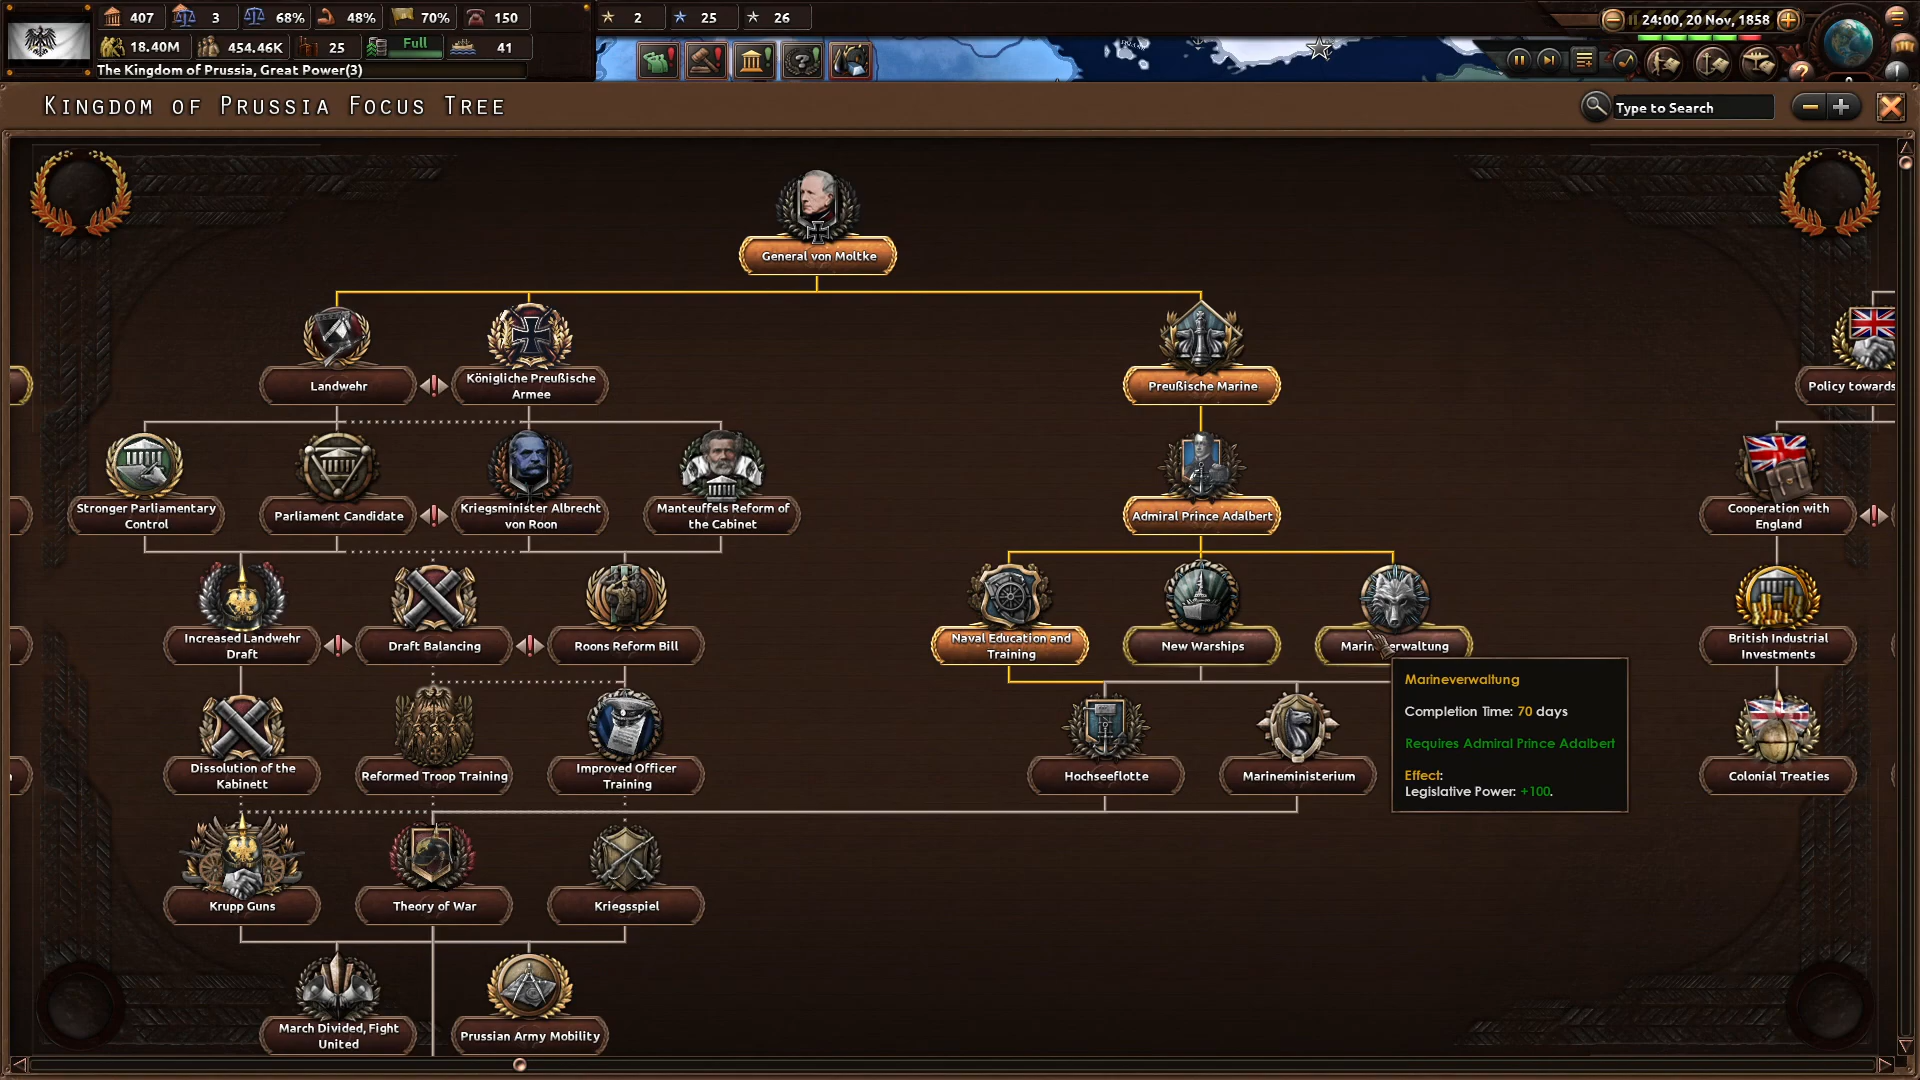 407
3
68%
48%
70%
150
2
25
26
24:00, 20 Nov, 1858
18.40M
454.46K
25
Full
41
The Kingdom of Prussia, Great Power(3)
Kingdom of Prussia Focus Tree
Type to Search
General von Moltke
Landwehr
Königliche Preußische
Armee
Preußische Marine
Policy towards
Stronger Parliamentary
Control
Parliament Candidate
Kriegsminister Albrecht
von Roon
Manteuffels Reform of
the Cabinet
Admiral Prince Adalbert
Cooperation with
England
Increased Landwehr
Draft
Draft Balancing
Roons Reform Bill
Naval Education and
Training
New Warships
Marineverwaltung
British Industrial
Investments
Marineverwaltung
Completion Time: 70 days
Requires Admiral Prince Adalbert
Effect:
Legislative Power: +100.
Dissolution of the
Kabinett
Reformed Troop Training
Improved Officer
Training
Hochseeflotte
Marineministerium
Colonial Treaties
Krupp Guns
Theory of War
Kriegsspiel
March Divided, Fight
United
Prussian Army Mobility